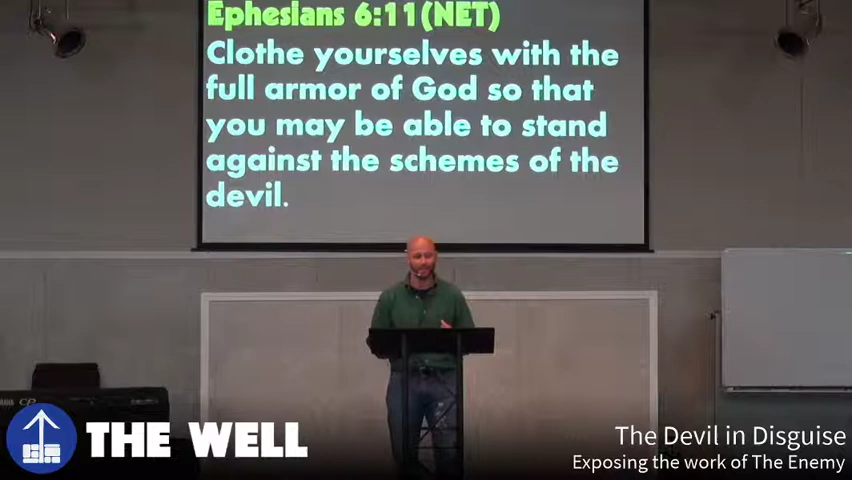 Ephesians 6:11(NET)
Clothe yourselves with the
full armor of God so that
you may be able to stand
against the schemes of the
devil.
CP
THE WELL
The Devil in Disguise
Exposing the work of The Enemy